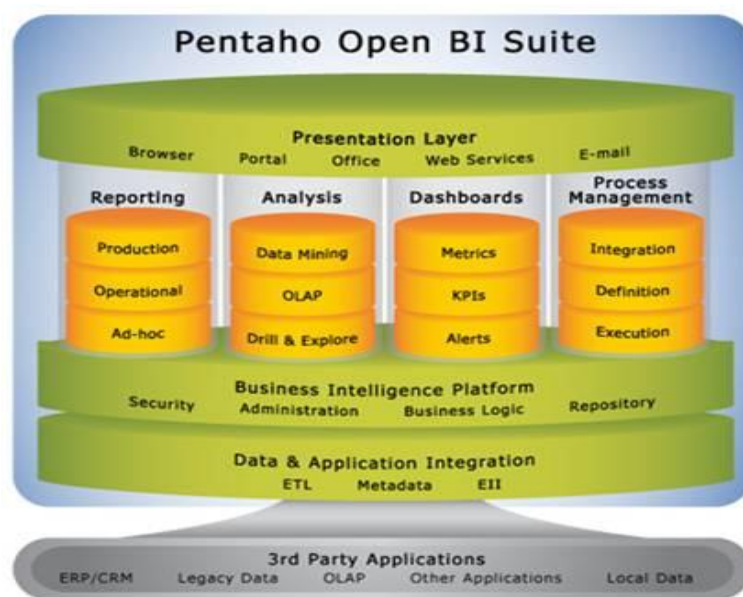 Pentaho Open BI Suite
Presentation Layer
Browser Portal Office Web Services E-mail
Reporting
Production
Operational
Ad-hoc
Analysis
Data Mining
OLAP
Drill & Explore
Dashboards
Metrics
KPIs
Alerts
Process
Management
Integration
Definition
Execution
Business Intelligence Platform
Security Administration Business Logic Repository
Data & Application Integration
ETL Metadata EII
3rd Party Applications
ERP/CRM Legacy Data OLAP Other Applications Local Data